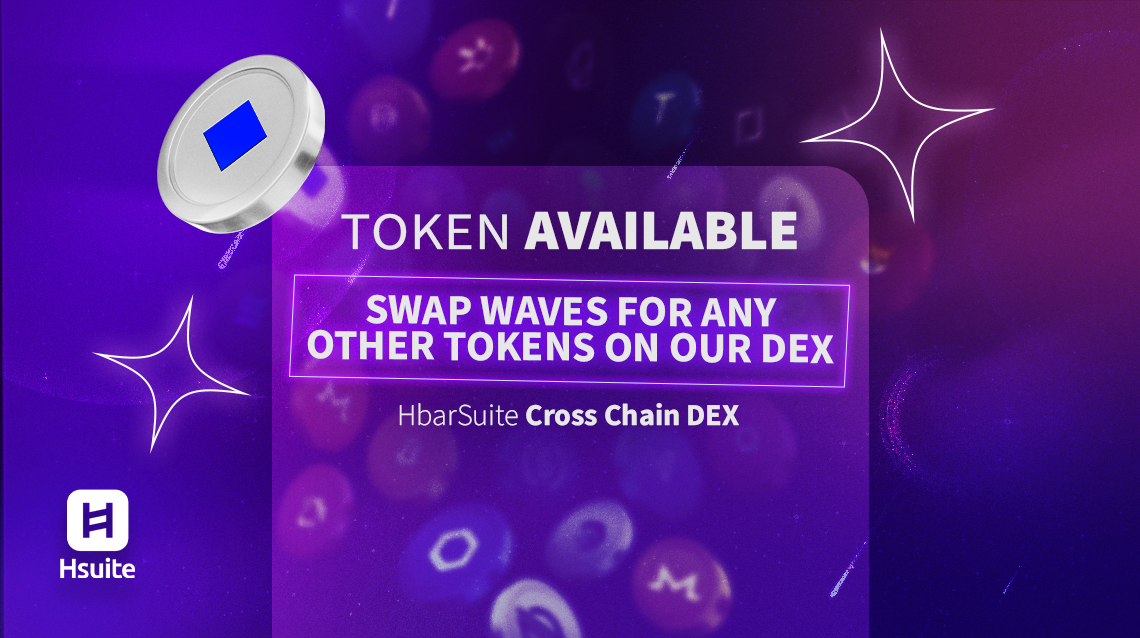 TOKEN AVAILABLE
SWAP WAVES FOR ANY
OTHER TOKENS ON OUR DEX
HbarSuite Cross Chain DEX
Hsuite